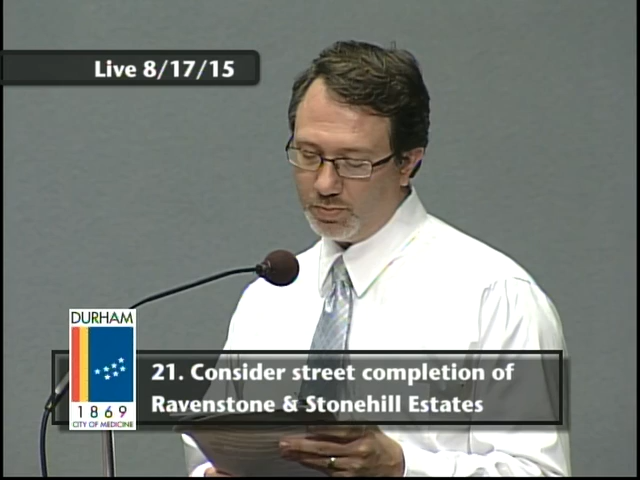 Live 8/17/15
DURHAM
1869
CITY OF MEDICINE
21. Consider street completion of
Ravenstone & Stonehill Estates